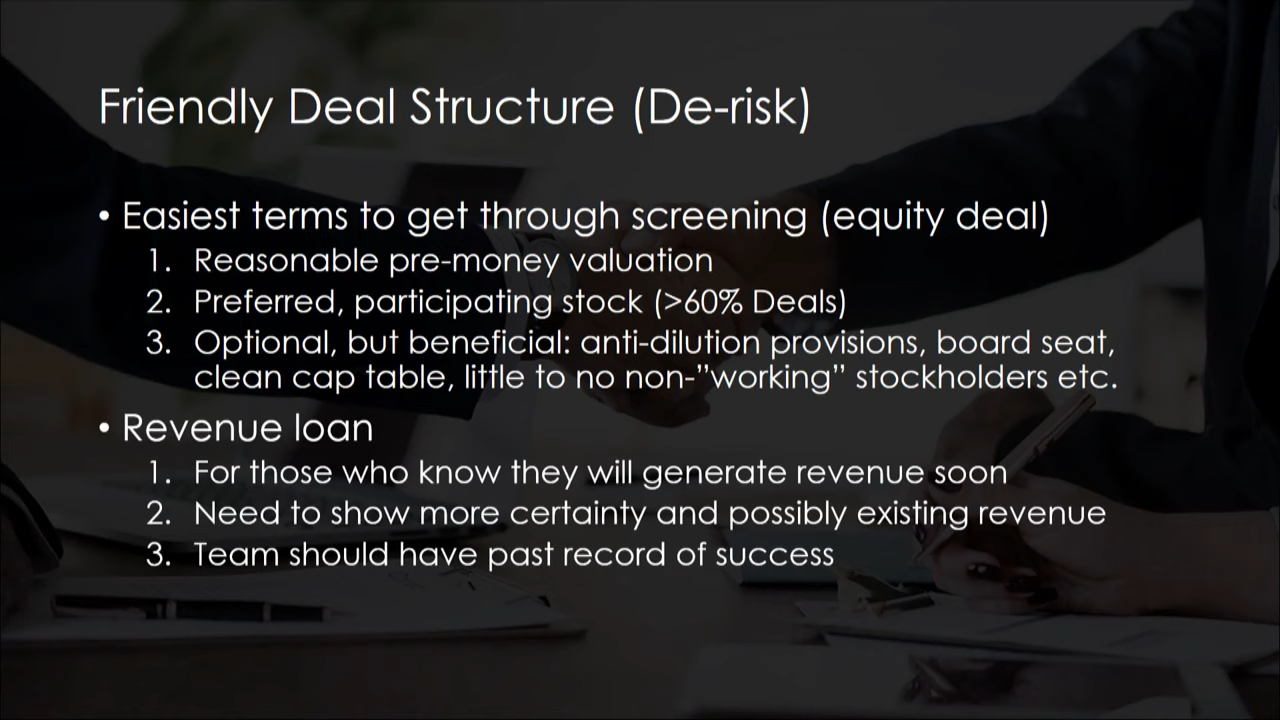 Friendly Deal Structure (De-risk)
• Easiest terms to get through screening (equity deal)
1. Reasonable pre-money valuation
2. Preferred, participating stock (>60% Deals)
3. Optional, but beneficial: anti-dilution provisions, board seat,
clean cap table, little to no non-”working” stockholders etc.
• Revenue loan
1. For those who know they will generate revenue soon
2. Need to show more certainty and possibly existing revenue
3. Team should have past record of success